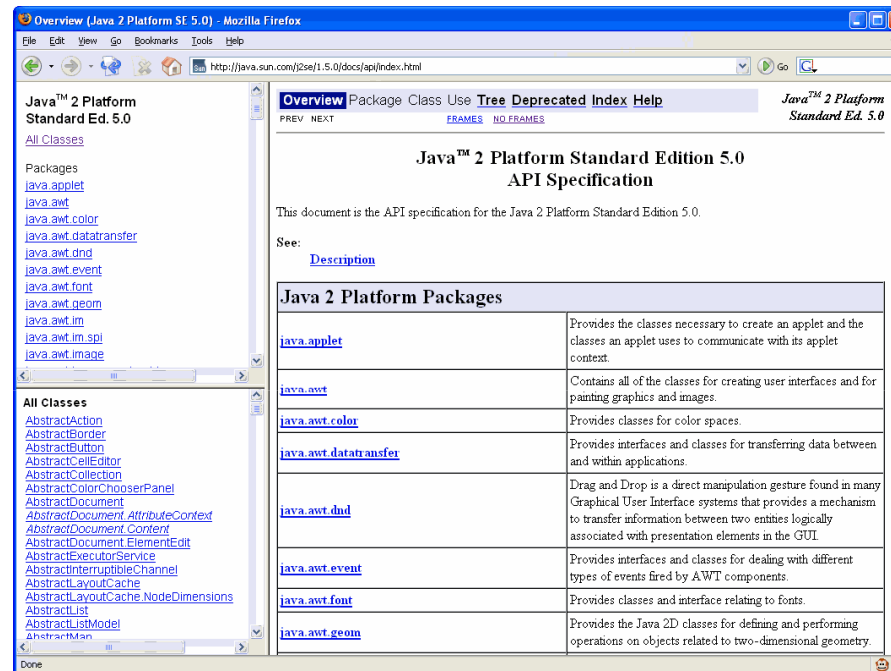 Overview (Java 2 Platform SE 5.0) - Mozilla Firefox
File Edit View Go Bookmarks Tools Help
http://java.sun.com/j2se/1.5.0/docs/api/index.html
Go
Java™ 2 Platform
Standard Ed. 5.0
All Classes
Packages
java.applet
java.awt
java.awt.color
java.awt.datatransfer
java.awt.dnd
java.awt.event
java.awt.font
java.awt.geom
java.awt.im
java.awt.im.spi
java.awt.image
All Classes
AbstractAction
AbstractBorder
AbstractButton
AbstractCellEditor
AbstractCollection
AbstractColorChooserPanel
AbstractDocument
AbstractDocument.AttributeContext
AbstractDocument.Content
AbstractDocument.ElementEdit
AbstractExecutorService
AbstractInterruptibleChannel
AbstractLayoutCache
AbstractLayoutCache.NodeDimensions
AbstractList
AbstractListModel
AbstractMap
Overview Package Class Use Tree Deprecated Index Help
PREV NEXT FRAMES NO FRAMES
Java™ 2 Platform
Standard Ed. 5.0
Java™ 2 Platform Standard Edition 5.0
API Specification
This document is the API specification for the Java 2 Platform Standard Edition 5.0.
See:
Description
Java 2 Platform Packages
java.applet
Provides the classes necessary to create an applet and the
classes an applet uses to communicate with its applet
context.
java.awt
Contains all of the classes for creating user interfaces and for
painting graphics and images.
java.awt.color
Provides classes for color spaces.
java.awt.datatransfer
Provides interfaces and classes for transferring data between
and within applications.
java.awt.dnd
Drag and Drop is a direct manipulation gesture found in many
Graphical User Interface systems that provides a mechanism
to transfer information between two entities logically
associated with presentation elements in the GUI.
java.awt.event
Provides interfaces and classes for dealing with different
types of events fired by AWT components.
java.awt.font
Provides classes and interface relating to fonts.
java.awt.geom
Provides the Java 2D classes for defining and performing
operations on objects related to two-dimensional geometry.
Done